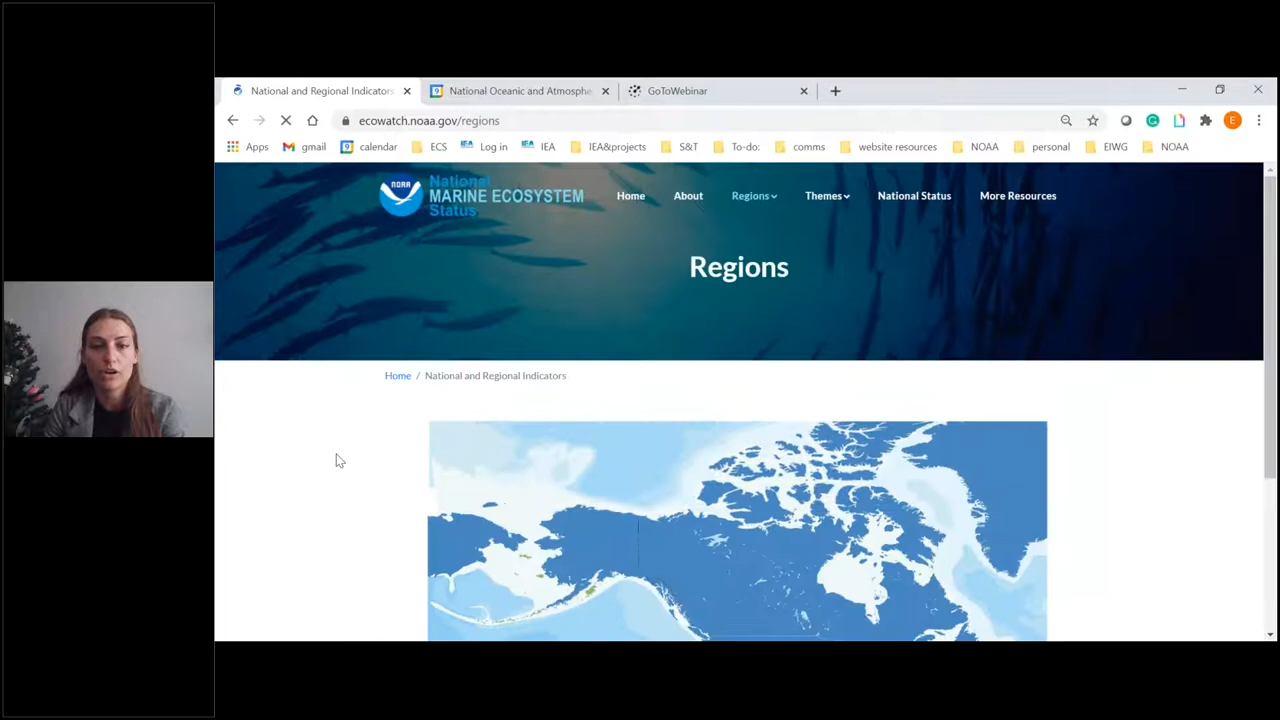 National and Regional Indicators
National Oceanic and Atmosphe
GoToWebinar
ecowatch.noaa.gov/regions
E
Apps gmail calendar ECS IEA Log in IEA IEA&projects S&T To-do: comms website resources NOAA personal EIWG NOAA
NOAA
National
MARINE ECOSYSTEM
Status
Home About Regions Themes National Status More Resources
Regions
Home / National and Regional Indicators